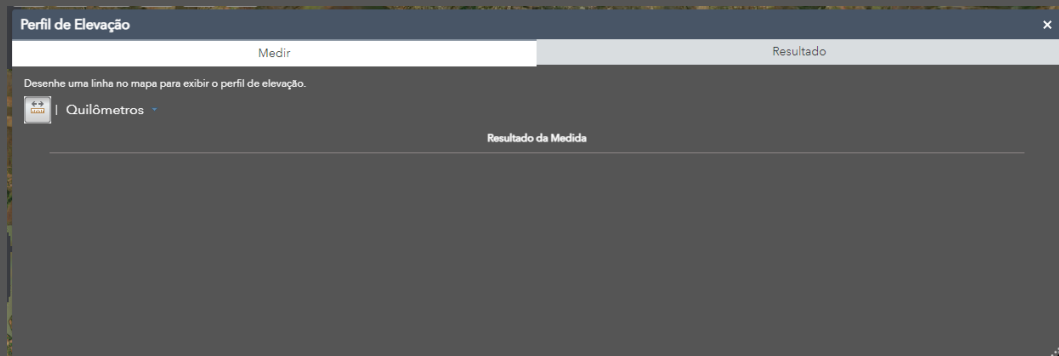 Perfil de Elevação
×
Medir
Resultado
Desenhe uma linha no mapa para exibir o perfil de elevação.
| Quilômetros
Resultado da Medida